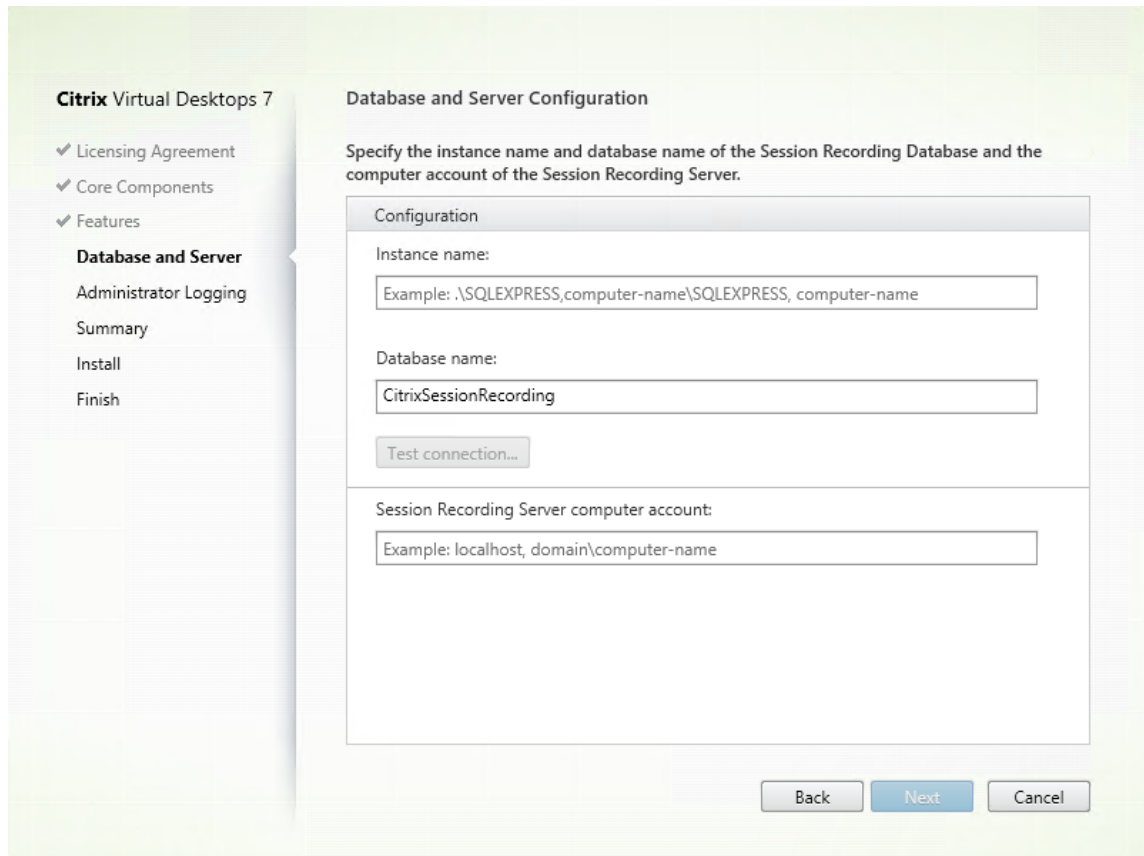 Citrix Virtual Desktops 7
Licensing Agreement
Core Components
Features
Database and Server
Administrator Logging
Summary
Install
Finish
Database and Server Configuration
Specify the instance name and database name of the Session Recording Database and the
computer account of the Session Recording Server.
Configuration
Instance name:
Example: .\SQLEXPRESS,computer-name\SQLEXPRESS, computer-name
Database name:
CitrixSessionRecording
Test connection...
Session Recording Server computer account:
Example: localhost, domain\computer-name
Back
Next
Cancel